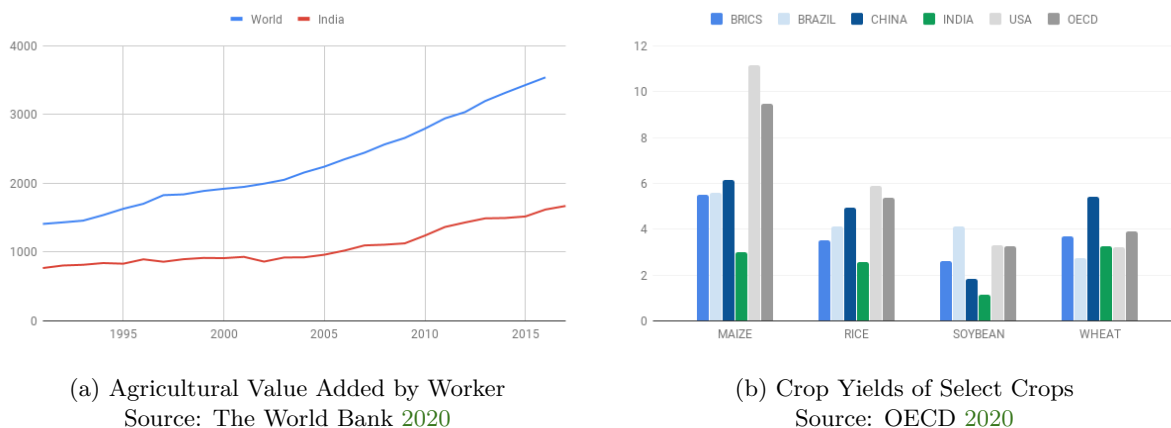 World India
4000
3000
2000
1000
0
1995 2000 2005 2010 2015
(a) Agricultural Value Added by Worker
Source: The World Bank 2020
BRICS BRAZIL CHINA INDIA USA OECD
12
10
8
6
4
2
0
MAIZE RICE SOYBEAN WHEAT
(b) Crop Yields of Select Crops
Source: OECD 2020